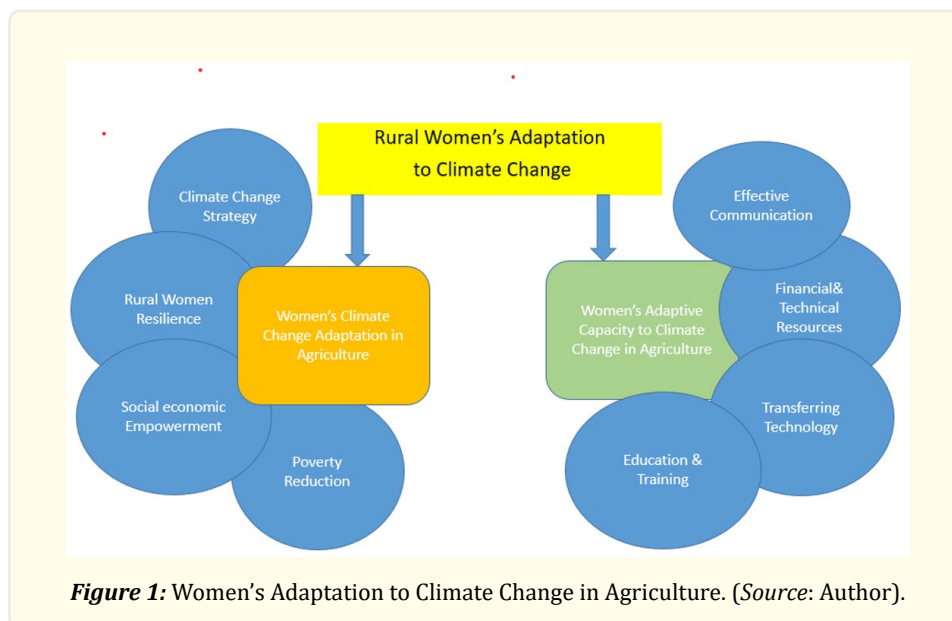 Rural Women's Adaptation
to Climate Change
Climate Change
Strategy
Rural Women
Resilience
Social economic
Empowerment
Poverty
Reduction
Women's Climate
Change Adaptation in
Agriculture
Women's Adaptive
Capacity to Climate
Change in Agriculture
Effective
Communication
Financial&
Technical
Resources
Transferring
Technology
Education &
Training
Figure 1: Women's Adaptation to Climate Change in Agriculture. (Source: Author).